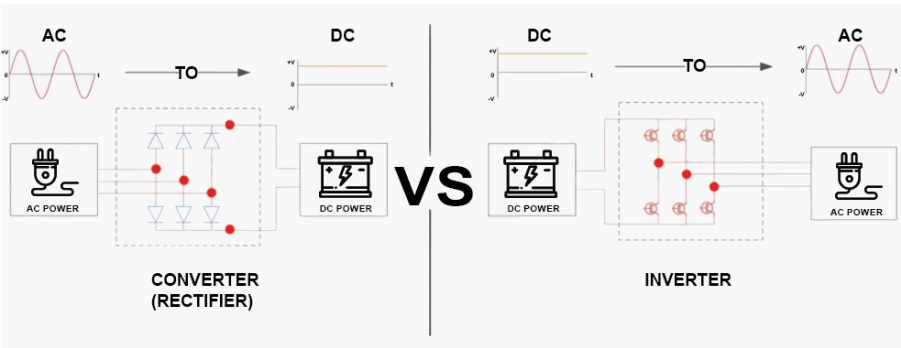 AC
TO
DC
+V
0
-V
t
+V
0
-V
t
AC POWER
DC POWER
CONVERTER
(RECTIFIER)
VS
DC
TO
AC
+V
0
-V
t
+V
0
-V
t
DC POWER
AC POWER
INVERTER